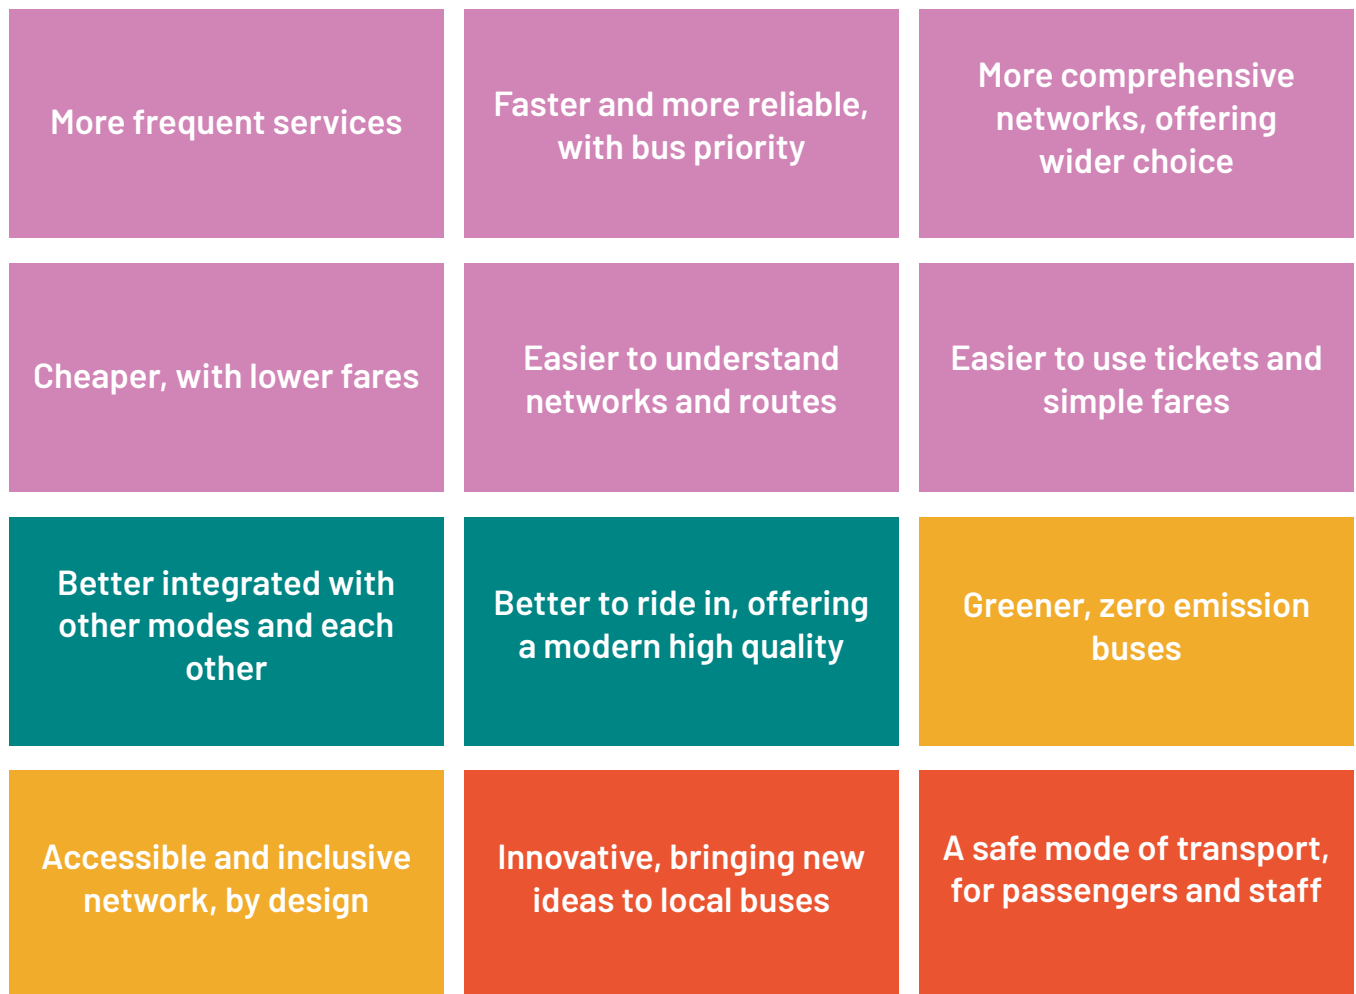 More frequent services
Faster and more reliable,
with bus priority
More comprehensive
networks, offering
wider choice
Cheaper, with lower fares
Easier to understand
networks and routes
Easier to use tickets and
simple fares
Better integrated with
other modes and each
other
Better to ride in, offering
a modern high quality
Greener, zero emission
buses
Accessible and inclusive
network, by design
Innovative, bringing new
ideas to local buses
A safe mode of transport,
for passengers and staff